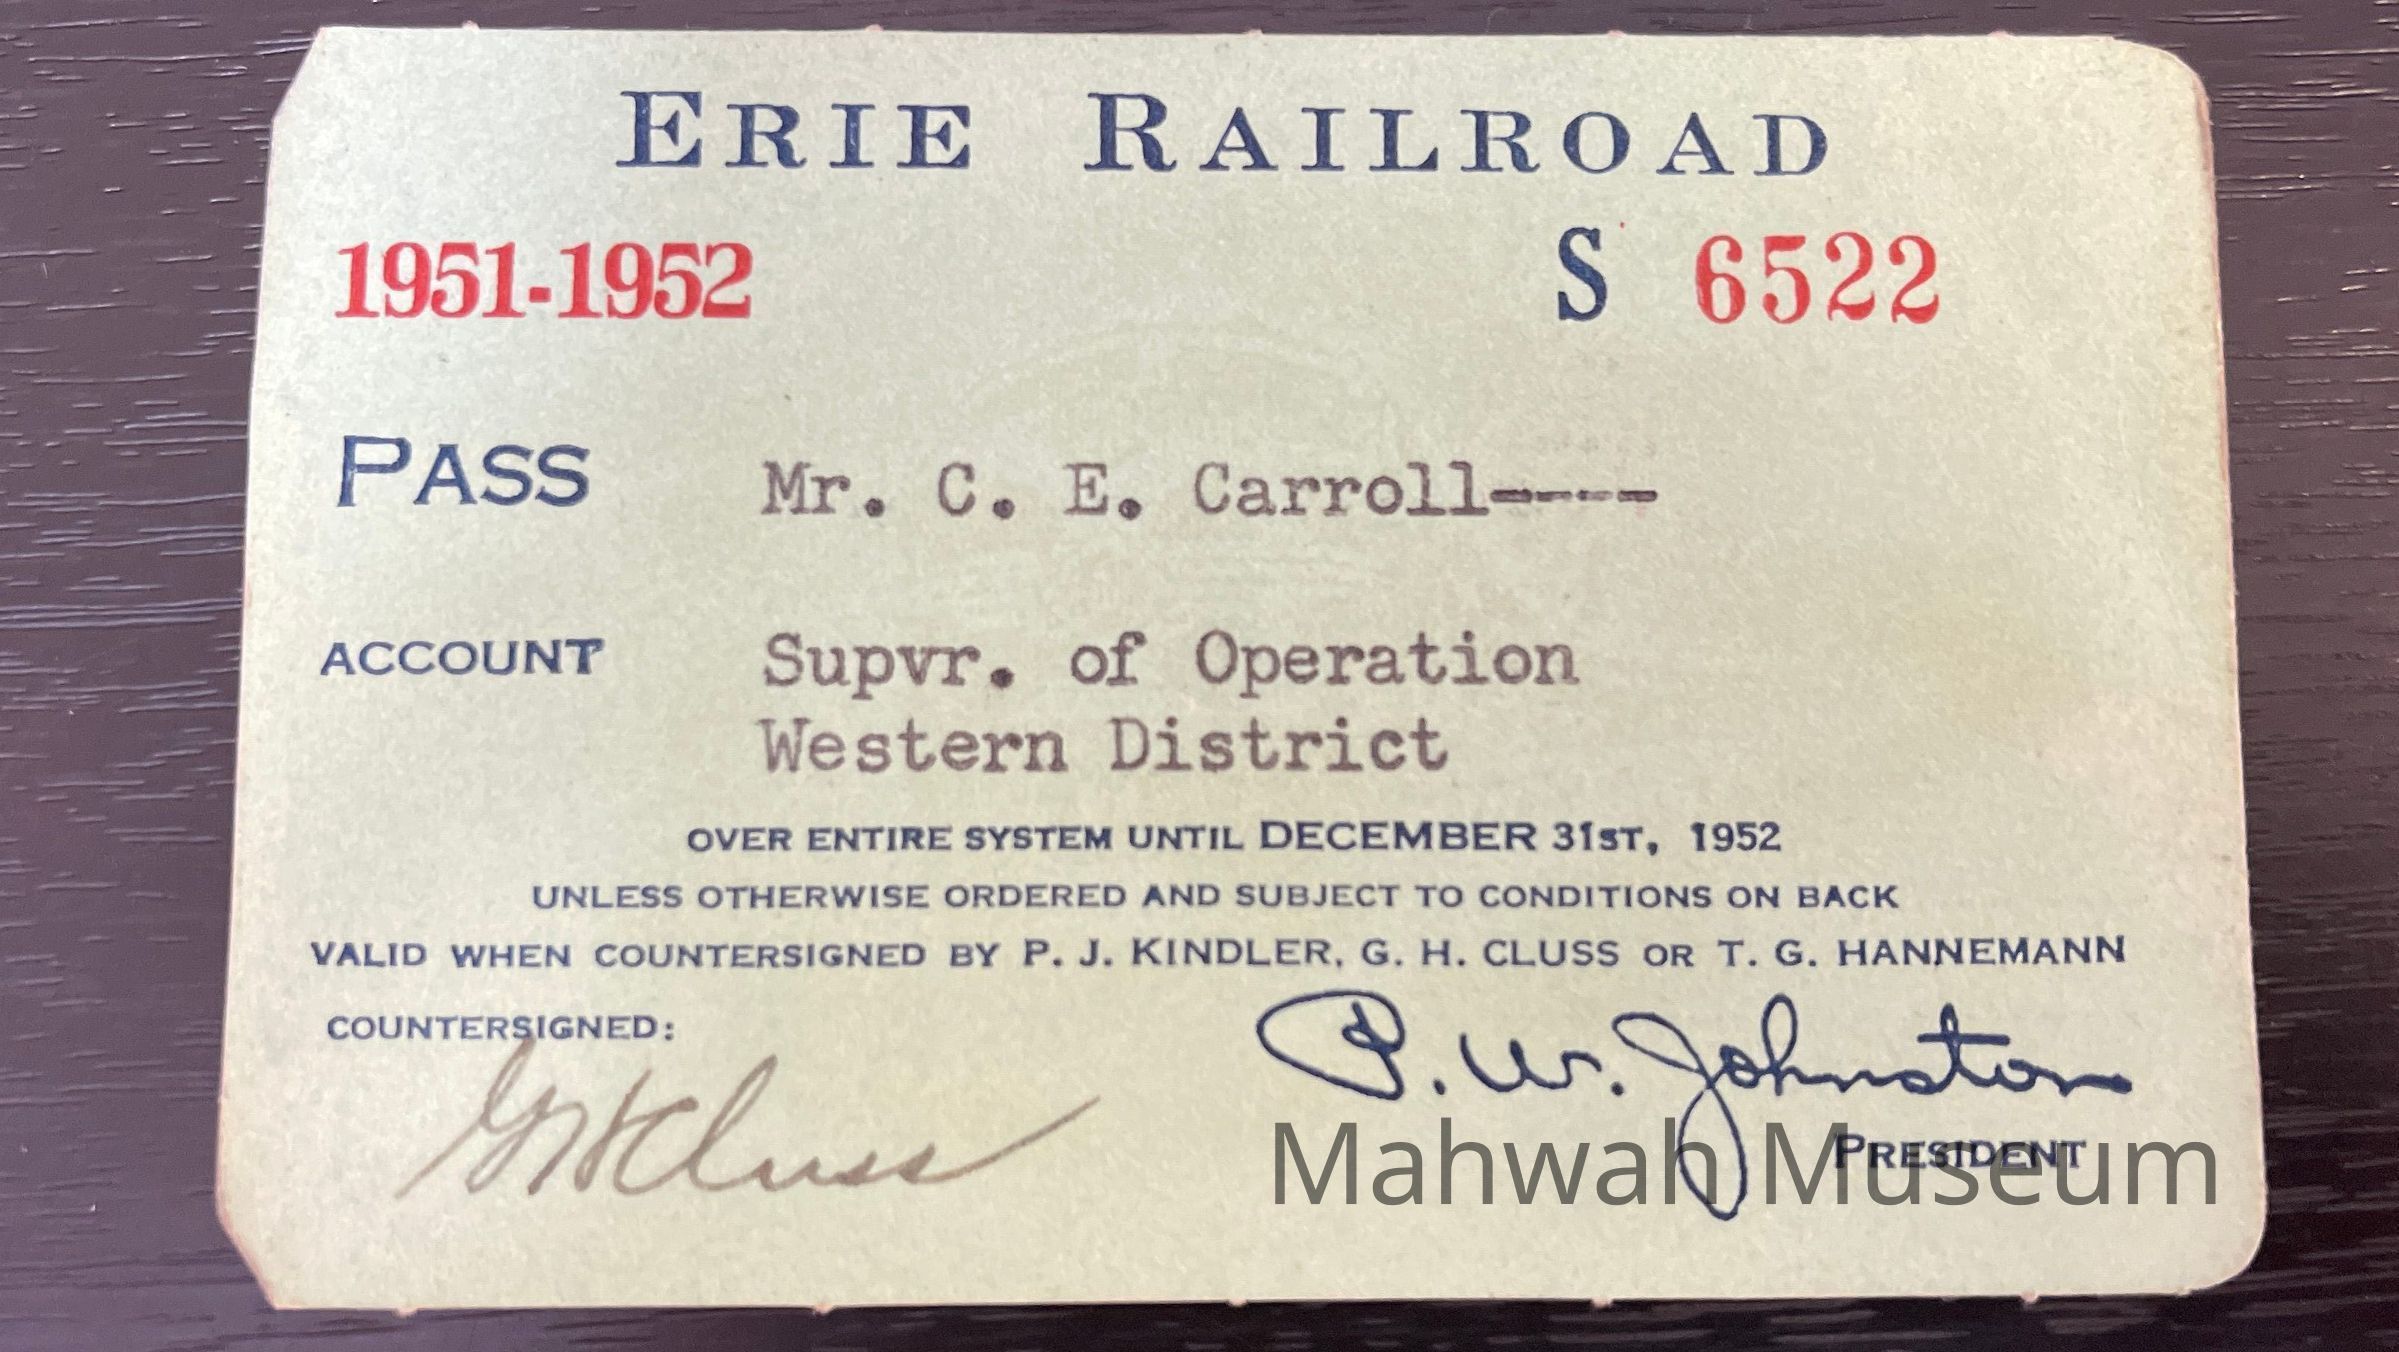 ERIE RAILROAD
1951-1952 S 6522
PASS Mr. C. E. Carroll----
ACCOUNT Supvr. of Operation
Western District
OVER ENTIRE SYSTEM UNTIL DECEMBER 31ST, 1952
UNLESS OTHERWISE ORDERED AND SUBJECT TO CONDITIONS ON BACK
VALID WHEN COUNTERSIGNED BY P. J. KINDLER, G. H. CLUSS OR T. G. HANNEMANN
COUNTERSIGNED:
G H Cluss P. W. Johnston
PRESIDENT
Mahwah Museum